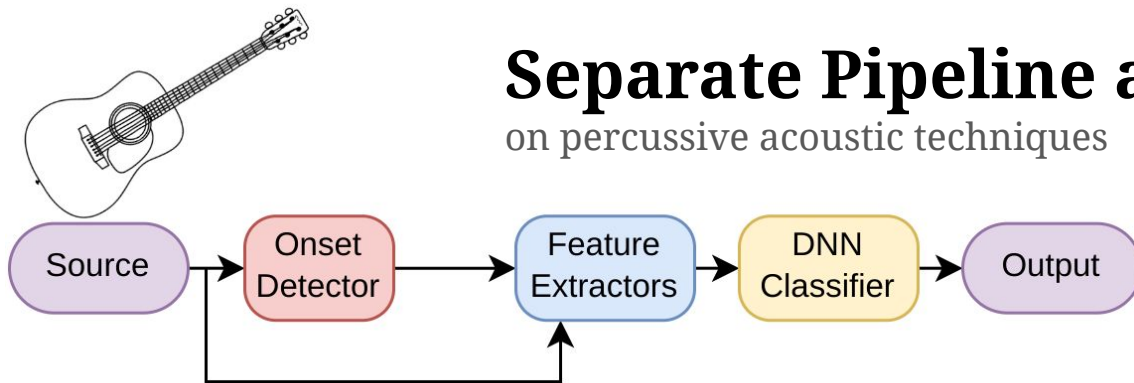 Separate Pipeline a
on percussive acoustic techniques
Source
Onset
Detector
Feature
Extractors
DNN
Classifier
Output